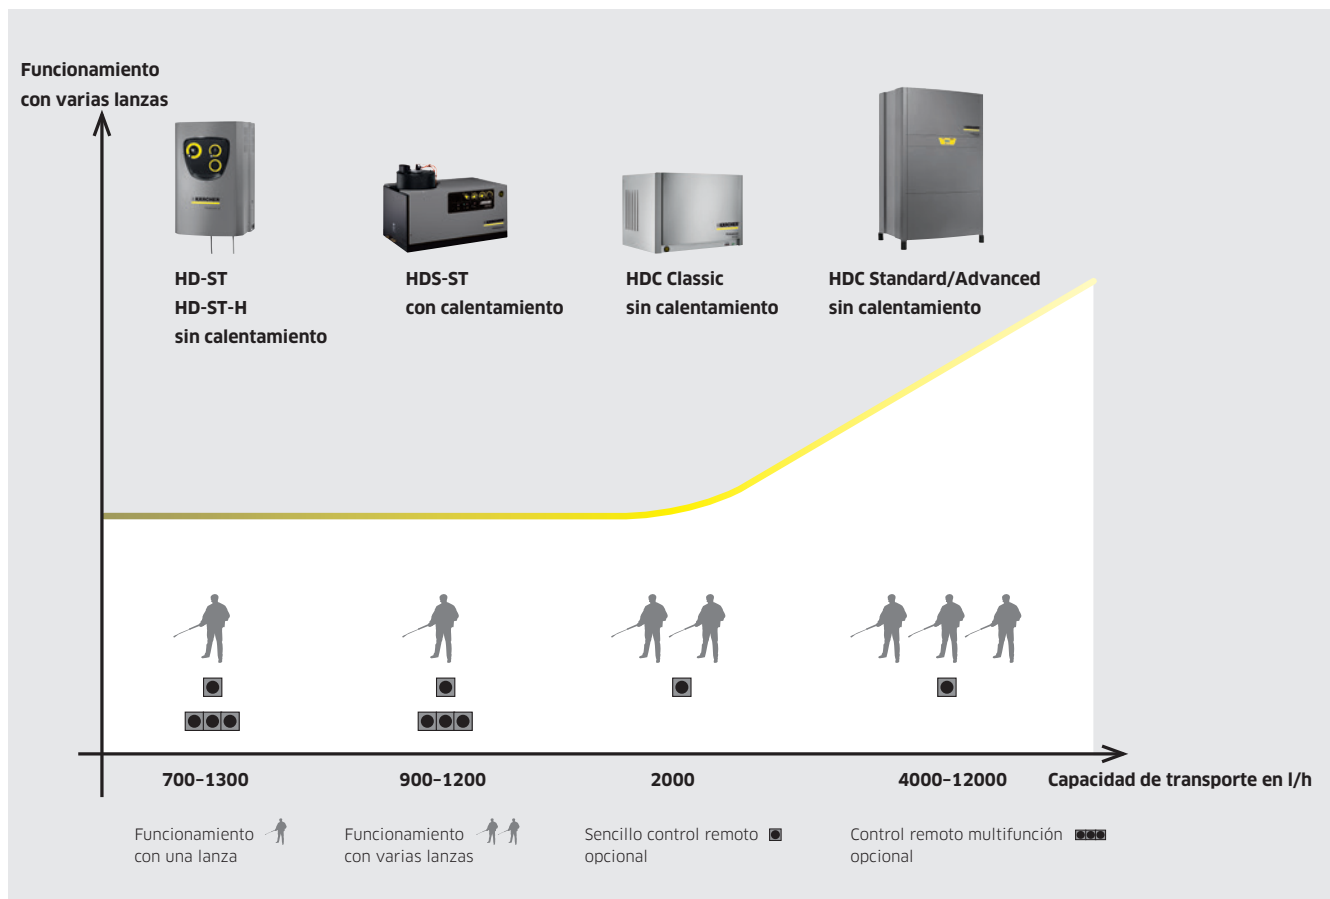 Funcionamiento
con varias lanzas
KÄRCHER
KÄRCHER
HD-ST
HD-ST-H
sin calentamiento
HDS-ST
con calentamiento
HDC Classic
sin calentamiento
HDC Standard/Advanced
sin calentamiento
700–1300
900–1200
2000
4000–12000
Capacidad de transporte en l/h
Funcionamiento
con una lanza
Funcionamiento
con varias lanzas
Sencillo control remoto
opcional
Control remoto multifunción
opcional